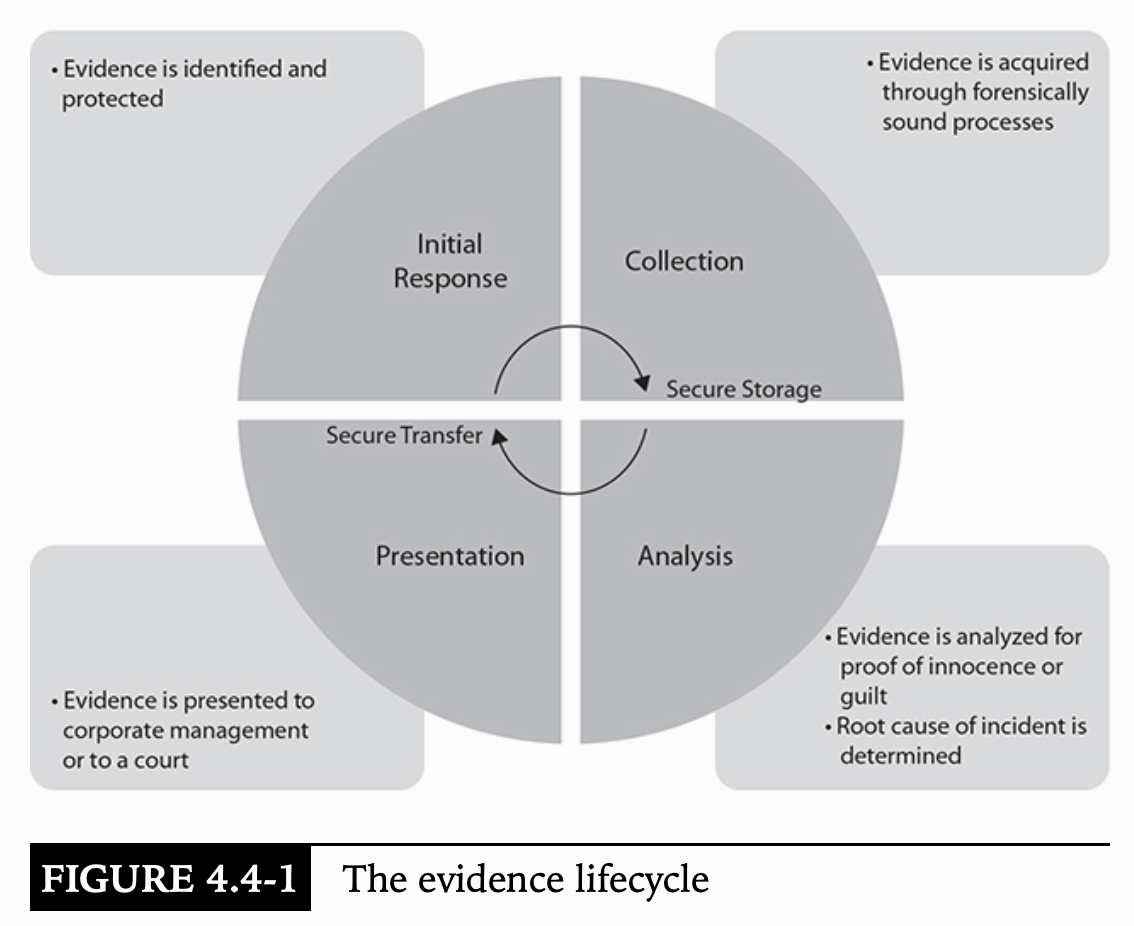 • Evidence is identified and
protected
• Evidence is acquired
through forensically
sound processes
Initial
Response
Collection
Secure Storage
Secure Transfer
Presentation
Analysis
• Evidence is presented to
corporate management
or to a court
• Evidence is analyzed for
proof of innocence or
guilt
• Root cause of incident is
determined
FIGURE 4.4-1 The evidence lifecycle